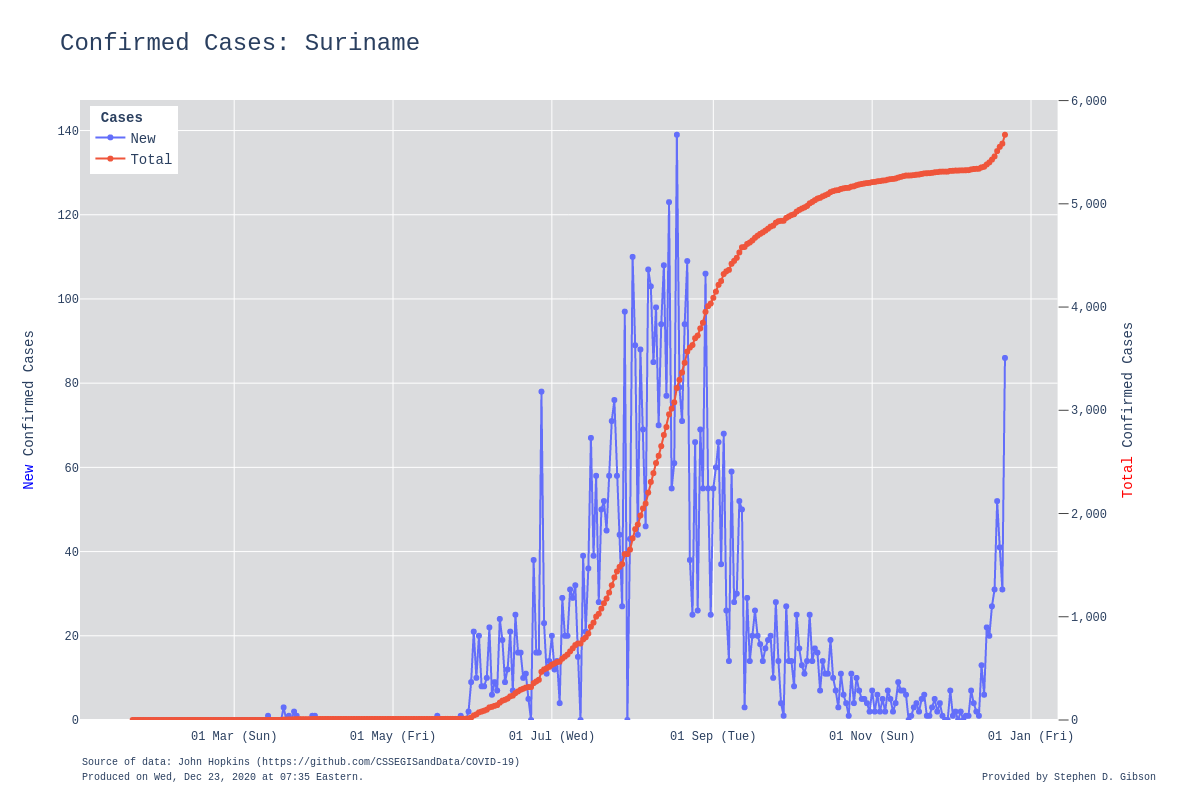 Confirmed Cases: Suriname
Cases
New
Total
140
120
100
80
60
40
20
0
6,000
5,000
4,000
3,000
2,000
1,000
0
New Confirmed Cases
Total Confirmed Cases
01 Mar (Sun) 01 May (Fri) 01 Jul (Wed) 01 Sep (Tue) 01 Nov (Sun) 01 Jan (Fri)
Source of data: John Hopkins (https://github.com/CSSEGISandData/COVID-19)
Produced on Wed, Dec 23, 2020 at 07:35 Eastern.
Provided by Stephen D. Gibson